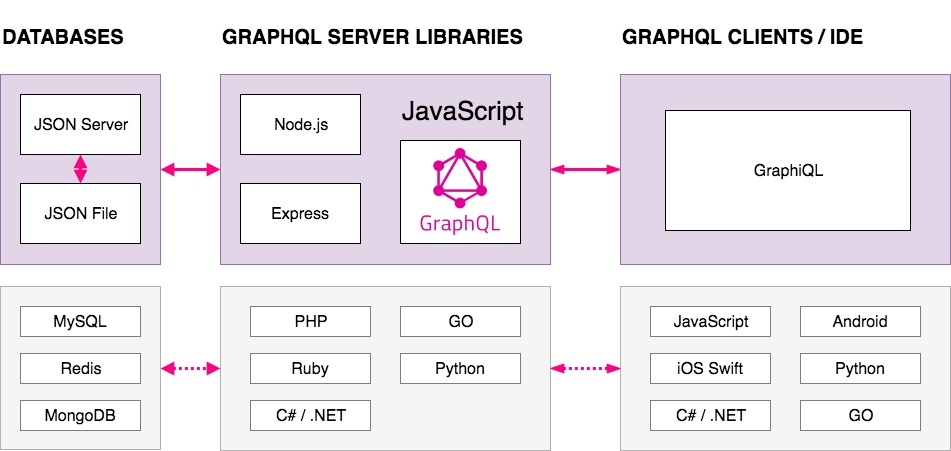 DATABASES
GRAPHQL SERVER LIBRARIES
GRAPHQL CLIENTS / IDE
JSON Server
JSON File
Node.js
Express
JavaScript
GraphQL
GraphiQL
MySQL
Redis
MongoDB
PHP
GO
Ruby
Python
C# / .NET
JavaScript
Android
iOS Swift
Python
C# / .NET
GO